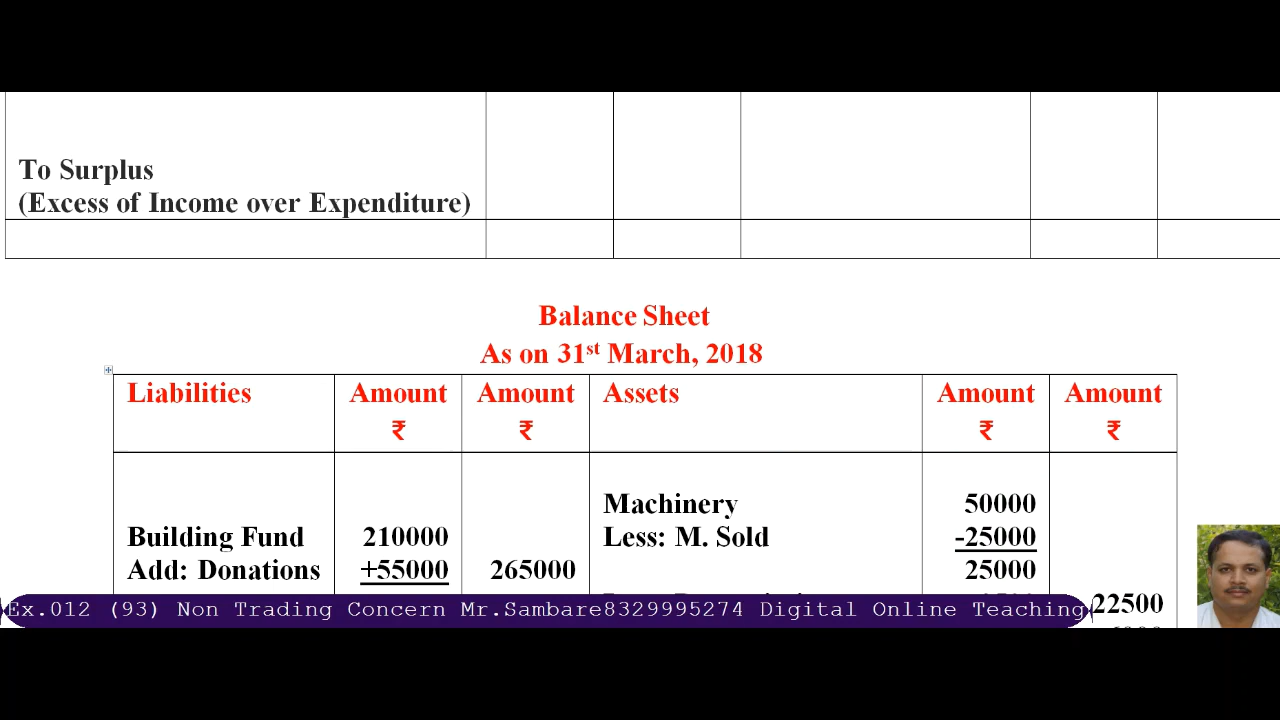 To Surplus
(Excess of Income over Expenditure)
Balance Sheet
As on 31st March, 2018
Liabilities Amount ₹ Amount ₹ Assets Amount ₹ Amount ₹
Machinery 50000
Building Fund 210000 Less: M. Sold -25000
Add: Donations +55000 265000 25000
22500
Ex.012 (93) Non Trading Concern Mr.Sambare8329995274 Digital Online Teaching